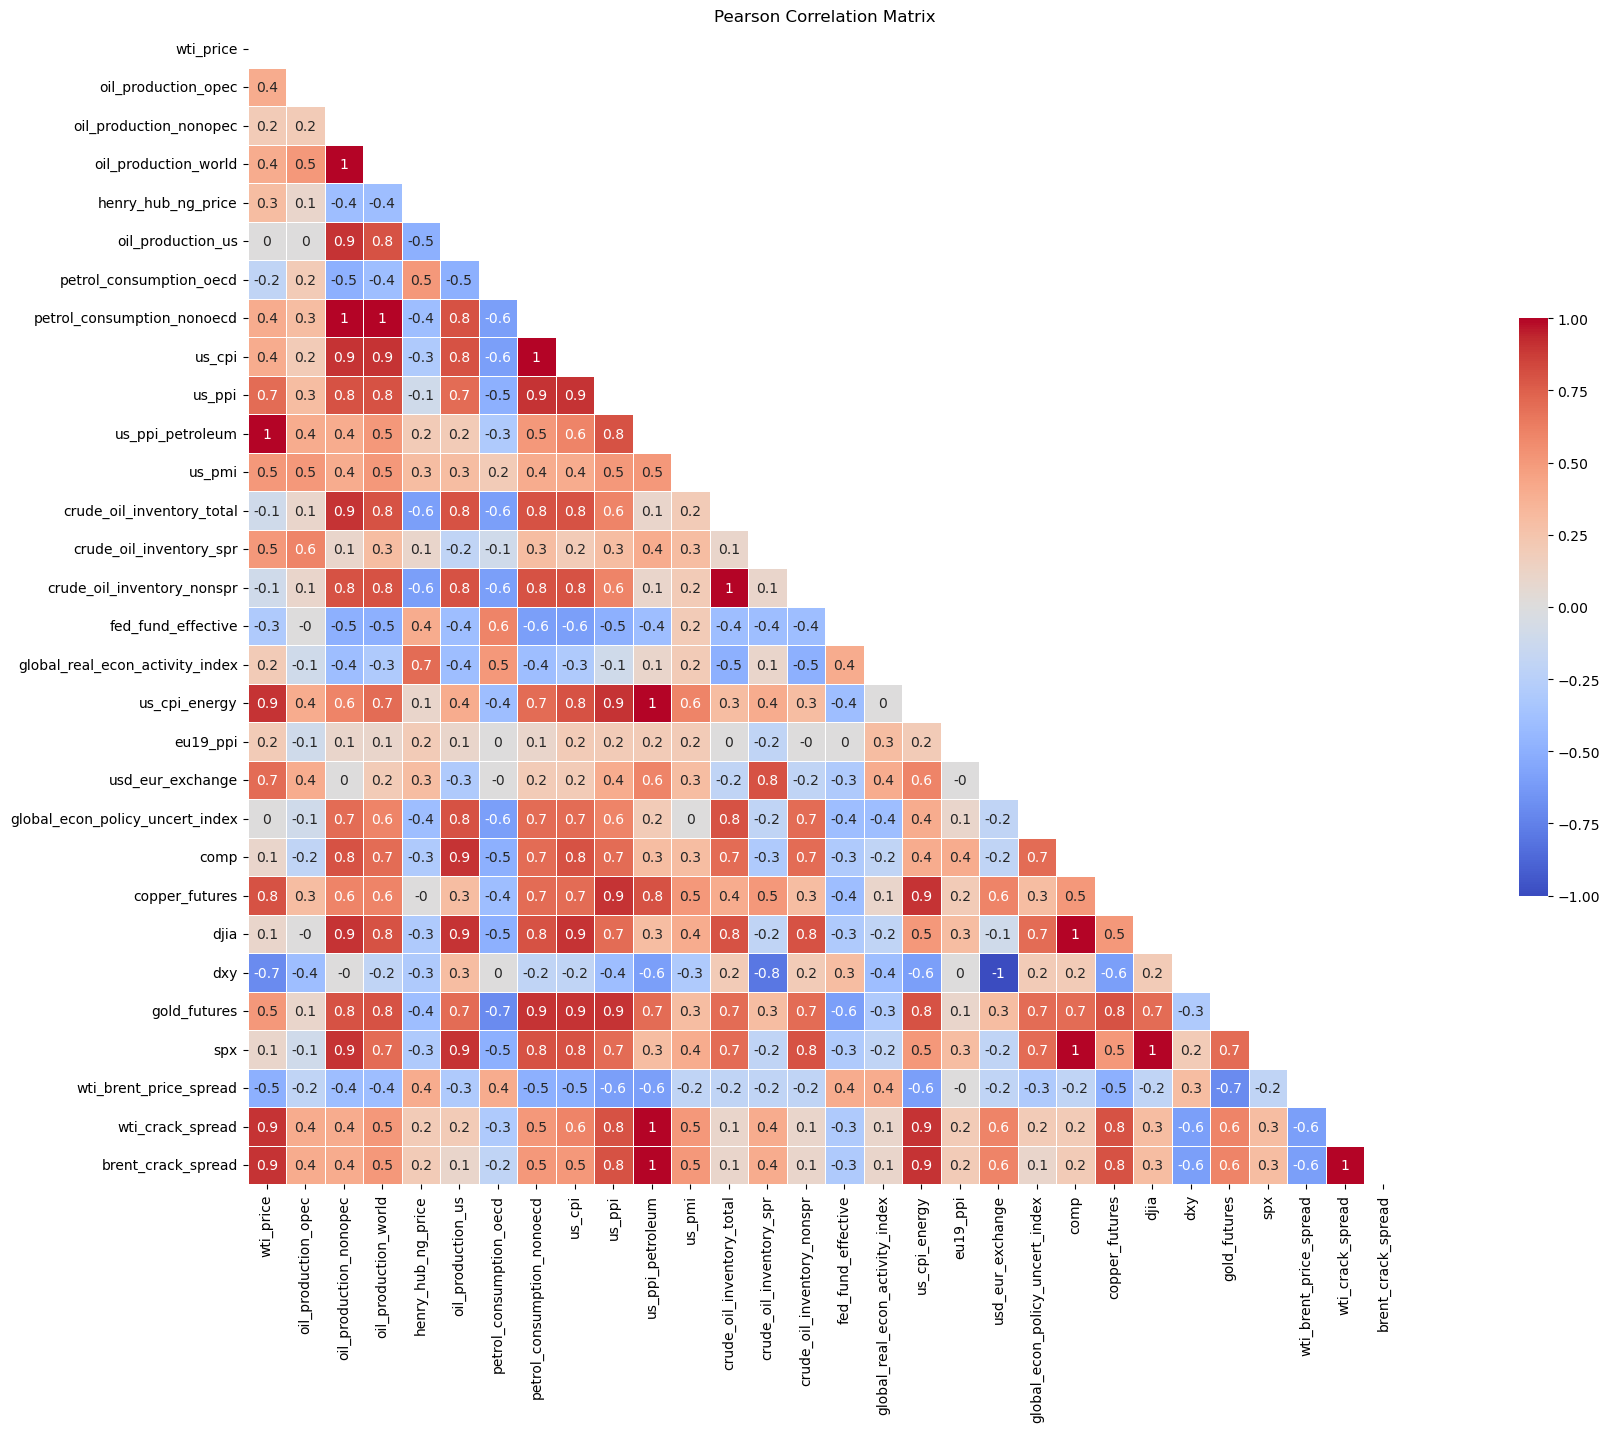 Pearson Correlation Matrix
wti_price
oil_production_opec 0.4
oil_production_nonopec 0.2 0.2
oil_production_world 0.4 0.5 1
henry_hub_ng_price 0.3 0.1 -0.4 -0.4
oil_production_us 0 0 0.9 0.8 -0.5
petrol_consumption_oecd -0.2 0.2 -0.5 -0.4 0.5 -0.5
petrol_consumption_nonoecd 0.4 0.3 1 1 -0.4 0.8 -0.6
us_cpi 0.4 0.2 0.9 0.9 -0.3 0.8 -0.6 1
us_ppi 0.7 0.3 0.8 0.8 -0.1 0.7 -0.5 0.9 0.9
us_ppi_petroleum 1 0.4 0.4 0.5 0.2 0.2 -0.3 0.5 0.6 0.8
us_pmi 0.5 0.5 0.4 0.5 0.3 0.3 0.2 0.4 0.4 0.5 0.5
crude_oil_inventory_total -0.1 0.1 0.9 0.8 -0.6 0.8 -0.6 0.8 0.8 0.6 0.1 0.2
crude_oil_inventory_spr 0.5 0.6 0.1 0.3 0.1 -0.2 -0.1 0.3 0.2 0.3 0.4 0.3 0.1
crude_oil_inventory_nonspr -0.1 0.1 0.8 0.8 -0.6 0.8 -0.6 0.8 0.8 0.6 0.1 0.2 1 0.1
fed_fund_effective -0.3 -0 -0.5 -0.5 0.4 -0.4 0.6 -0.6 -0.6 -0.5 -0.4 0.2 -0.4 -0.4 -0.4
global_real_econ_activity_index 0.2 -0.1 -0.4 -0.3 0.7 -0.4 0.5 -0.4 -0.3 -0.1 0.1 0.2 -0.5 0.1 -0.5 0.4
us_cpi_energy 0.9 0.4 0.6 0.7 0.1 0.4 -0.4 0.7 0.8 0.9 1 0.6 0.3 0.4 0.3 -0.4 0
eu19_ppi 0.2 -0.1 0.1 0.1 0.2 0.1 0 0.1 0.2 0.2 0.2 0.2 0 -0.2 -0 0 0.3 0.2
usd_eur_exchange 0.7 0.4 0 0.2 0.3 -0.3 -0 0.2 0.2 0.4 0.6 0.3 -0.2 0.8 -0.2 -0.3 0.4 0.6 -0
global_econ_policy_uncert_index 0 -0.1 0.7 0.6 -0.4 0.8 -0.6 0.7 0.7 0.6 0.2 0 0.8 -0.2 0.7 -0.4 -0.4 0.4 0.1 -0.2
comp 0.1 -0.2 0.8 0.7 -0.3 0.9 -0.5 0.7 0.8 0.7 0.3 0.3 0.7 -0.3 0.7 -0.3 -0.2 0.4 0.4 -0.2 0.7
copper_futures 0.8 0.3 0.6 0.6 -0 0.3 -0.4 0.7 0.7 0.9 0.8 0.5 0.4 0.5 0.3 -0.4 0.1 0.9 0.2 0.6 0.3 0.5
djia 0.1 -0 0.9 0.8 -0.3 0.9 -0.5 0.8 0.9 0.7 0.3 0.4 0.8 -0.2 0.8 -0.3 -0.2 0.5 0.3 -0.1 0.7 1 0.5
dxy -0.7 -0.4 -0 -0.2 -0.3 0.3 0 -0.2 -0.2 -0.4 -0.6 -0.3 0.2 -0.8 0.2 0.3 -0.4 -0.6 0 -1 0.2 0.2 -0.6 0.2
gold_futures 0.5 0.1 0.8 0.8 -0.4 0.7 -0.7 0.9 0.9 0.9 0.7 0.3 0.7 0.3 0.7 -0.6 -0.3 0.8 0.1 0.3 0.7 0.7 0.8 0.7 -0.3
spx 0.1 -0.1 0.9 0.7 -0.3 0.9 -0.5 0.8 0.8 0.7 0.3 0.4 0.7 -0.2 0.8 -0.3 -0.2 0.5 0.3 -0.2 0.7 1 0.5 1 0.2 0.7
wti_brent_price_spread -0.5 -0.2 -0.4 -0.4 0.4 -0.3 0.4 -0.5 -0.5 -0.6 -0.6 -0.2 -0.2 -0.2 -0.2 0.4 0.4 -0.6 -0 -0.2 -0.3 -0.2 -0.5 -0.2 0.3 -0.7 -0.2
wti_crack_spread 0.9 0.4 0.4 0.5 0.2 0.2 -0.3 0.5 0.6 0.8 1 0.5 0.1 0.4 0.1 -0.3 0.1 0.9 0.2 0.6 0.2 0.2 0.8 0.3 -0.6 0.6 0.3 -0.6
brent_crack_spread 0.9 0.4 0.4 0.5 0.2 0.1 -0.2 0.5 0.5 0.8 1 0.5 0.1 0.4 0.1 -0.3 0.1 0.9 0.2 0.6 0.1 0.2 0.8 0.3 -0.6 0.6 0.3 -0.6 1
wti_price
oil_production_opec
oil_production_nonopec
oil_production_world
henry_hub_ng_price
oil_production_us
petrol_consumption_oecd
petrol_consumption_nonoecd
us_cpi
us_ppi
us_ppi_petroleum
us_pmi
crude_oil_inventory_total
crude_oil_inventory_spr
crude_oil_inventory_nonspr
fed_fund_effective
global_real_econ_activity_index
us_cpi_energy
eu19_ppi
usd_eur_exchange
global_econ_policy_uncert_index
comp
copper_futures
djia
dxy
gold_futures
spx
wti_brent_price_spread
wti_crack_spread
brent_crack_spread
1.00
0.75
0.50
0.25
0.00
−0.25
−0.50
−0.75
−1.00